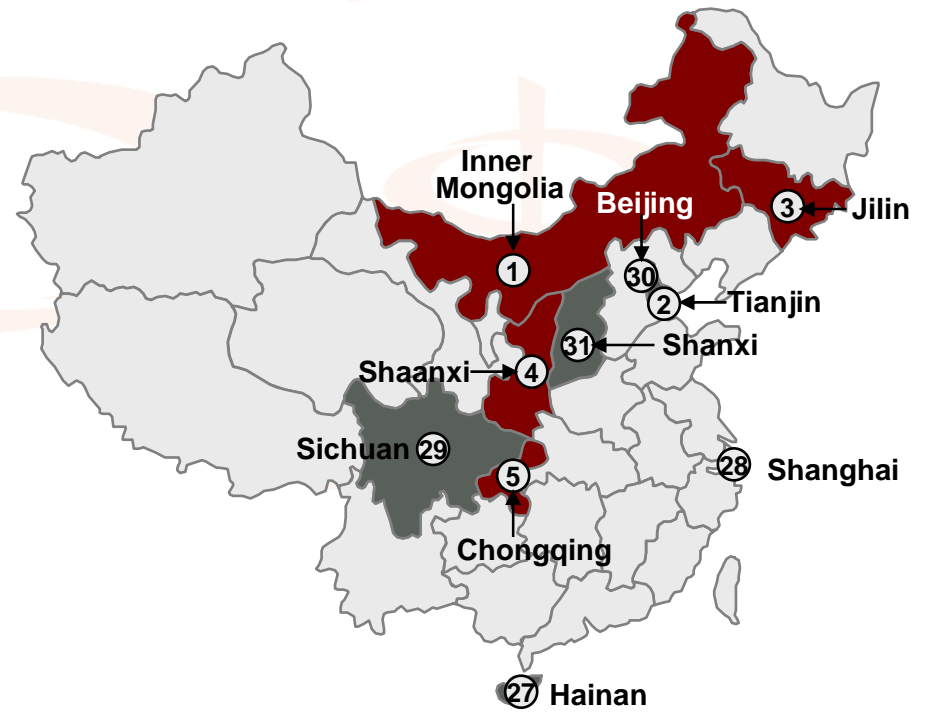 Inner
Mongolia
1
Beijing
30
3
Jilin
2
Tianjin
31
Shanxi
Shaanxi
4
Sichuan
29
5
Chongqing
28
Shanghai
27
Hainan